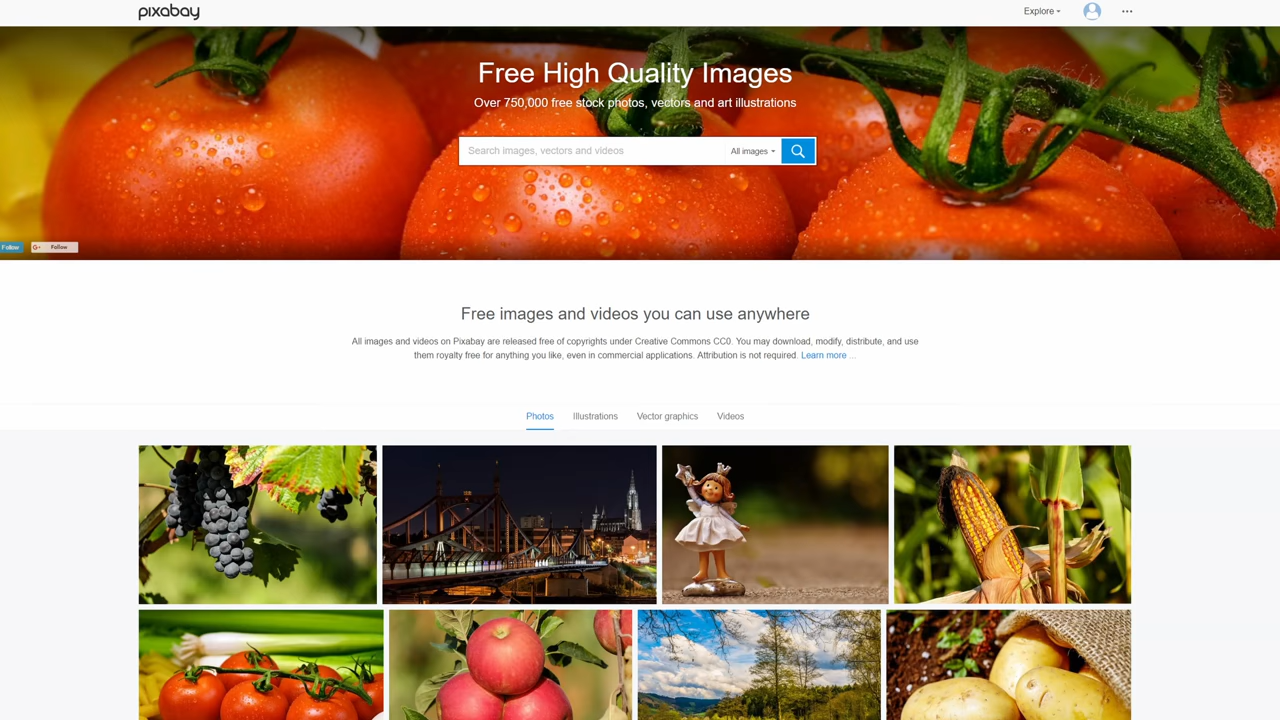 pixabay
Explore
Free High Quality Images
Over 750,000 free stock photos, vectors and art illustrations
Search images, vectors and videos
All images
Follow
G+ Follow
Free images and videos you can use anywhere
All images and videos on Pixabay are released free of copyrights under Creative Commons CC0. You may download, modify, distribute, and use
them royalty free for anything you like, even in commercial applications. Attribution is not required. Learn more ...
Photos
Illustrations
Vector graphics
Videos